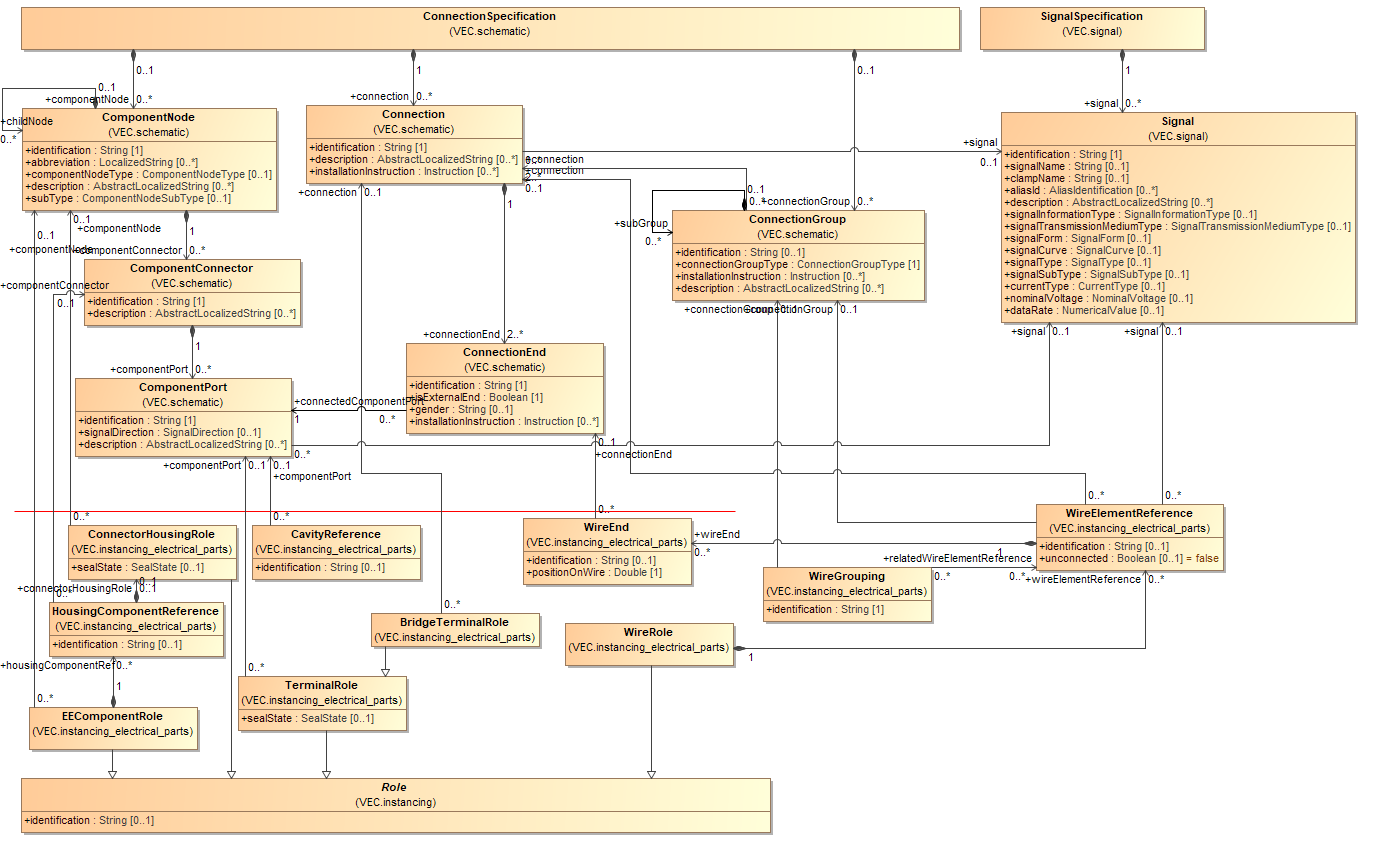 ConnectionSpecification
(VEC.schematic)
SignalSpecification
(VEC.signal)
0..1
1
0..1
1
0..1
+componentNode 0..*
+connection 0..*
+signal 0..*
+childNode
0..*
ComponentNode
(VEC.schematic)
+identification : String [1]
+abbreviation : LocalizedString [0..*]
+componentNodeType : ComponentNodeType [0..1]
+description : AbstractLocalizedString [0..*]
+subType : ComponentNodeSubType [0..1]
Connection
(VEC.schematic)
+identification : String [1]
+description : AbstractLocalizedString [0..*]
+installationInstruction : Instruction [0..*]
Signal
(VEC.signal)
+identification : String [1]
+signalName : String [0..1]
+clampName : String [0..1]
+aliasId : AliasIdentification [0..*]
+description : AbstractLocalizedString [0..*]
+signalInformationType : SignalInformationType [0..1]
+signalTransmissionMediumType : SignalTransmissionMediumType [0..1]
+signalForm : SignalForm [0..1]
+signalCurve : SignalCurve [0..1]
+signalType : SignalType [0..1]
+signalSubType : SignalSubType [0..1]
+currentType : CurrentType [0..1]
+nominalVoltage : NominalVoltage [0..1]
+dataRate : NumericalValue [0..1]
+signal
0..1
+connection
+connection
0..1
+connection 0..1
1
0..1
0..*
+connectionGroup 0..*
+subGroup
0..*
ConnectionGroup
(VEC.schematic)
+identification : String [0..1]
+connectionGroupType : ConnectionGroupType [1]
+installationInstruction : Instruction [0..*]
+description : AbstractLocalizedString [0..*]
0..1
+componentNode
0..1
+componentNode
1
+componentConnector 0..*
ComponentConnector
(VEC.schematic)
+identification : String [1]
+description : AbstractLocalizedString [0..*]
+componentConnector
0..1
1
+componentPort 0..*
+connectionEnd 2..*
+connectionGroup 0..1
+connectionGroup 0..1
+signal 0..1
+signal 0..1
ConnectionEnd
(VEC.schematic)
+identification : String [1]
+isExternalEnd : Boolean [1]
+gender : String [0..1]
+installationInstruction : Instruction [0..*]
ComponentPort
(VEC.schematic)
+identification : String [1]
+signalDirection : SignalDirection [0..1]
+description : AbstractLocalizedString [0..*]
+connectedComponentPort
1
0..*
0..*
0..1
+connectionEnd
+componentPort 0..1
0..1
+componentPort
0..*
0..*
0..*
0..*
0..*
ConnectorHousingRole
(VEC.instancing_electrical_parts)
+sealState : SealState [0..1]
CavityReference
(VEC.instancing_electrical_parts)
+identification : String [0..1]
WireEnd
(VEC.instancing_electrical_parts)
+identification : String [0..1]
+positionOnWire : Double [1]
+wireEnd
0..*
1
WireElementReference
(VEC.instancing_electrical_parts)
+identification : String [0..1]
+unconnected : Boolean [0..1] = false
+relatedWireElementReference
0..*
0..*
+wireElementReference 0..*
WireGrouping
(VEC.instancing_electrical_parts)
+identification : String [1]
+connectorHousingRole
0..1
0..1
0..*
HousingComponentReference
(VEC.instancing_electrical_parts)
+identification : String [0..1]
+housingComponentRef 0..*
1
0..*
BridgeTerminalRole
(VEC.instancing_electrical_parts)
WireRole
(VEC.instancing_electrical_parts)
1
0..*
0..*
TerminalRole
(VEC.instancing_electrical_parts)
+sealState : SealState [0..1]
EEComponentRole
(VEC.instancing_electrical_parts)
Role
(VEC.instancing)
+identification : String [0..1]